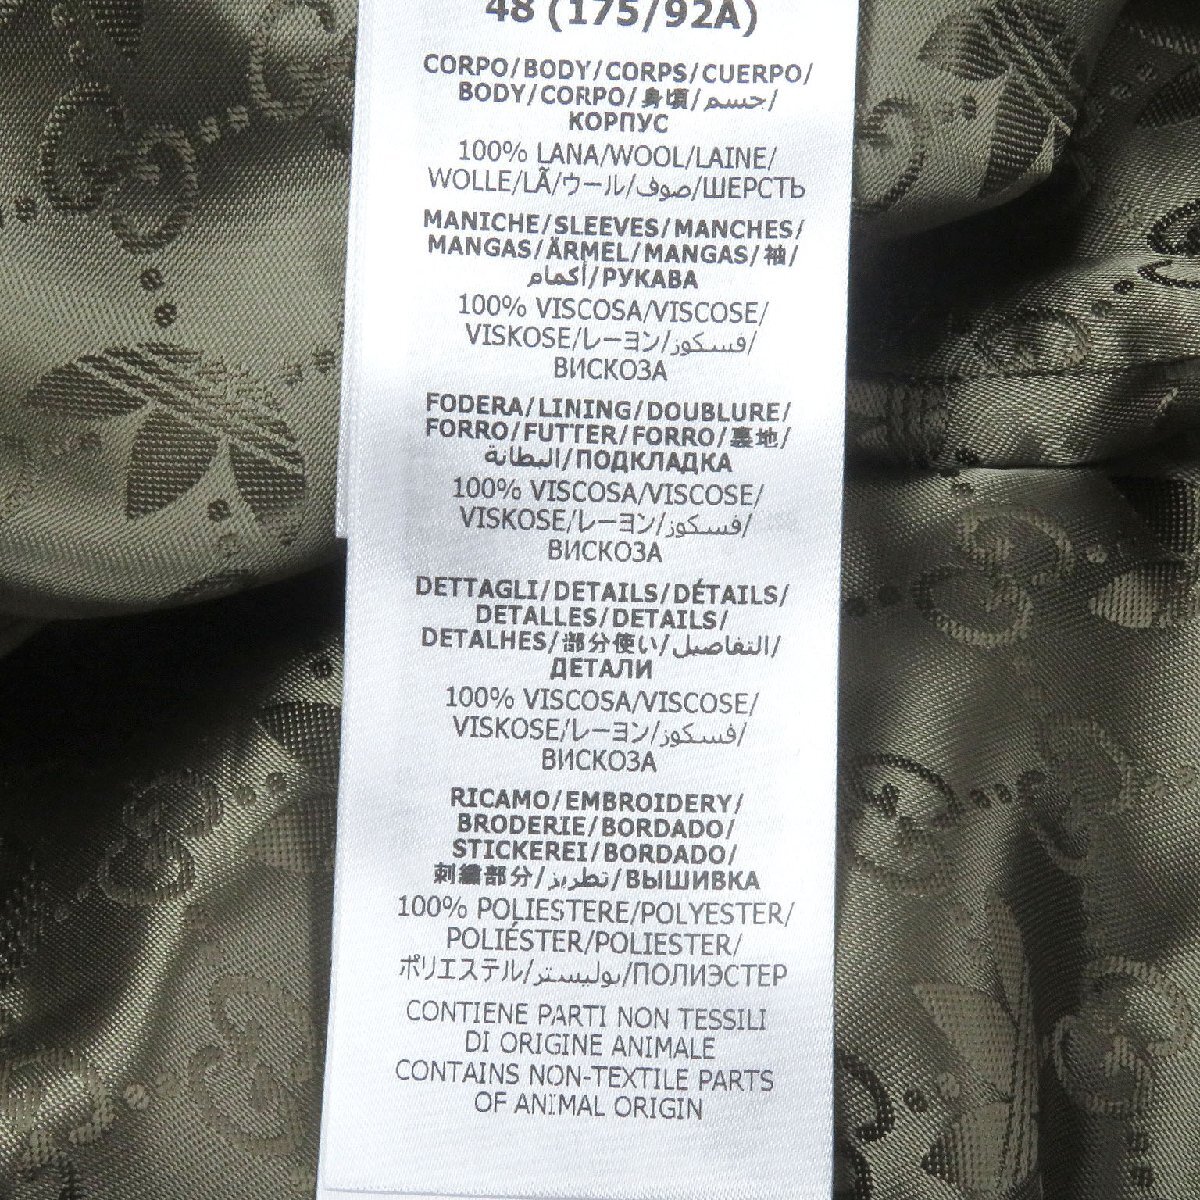 48 (175/92A)
CORPO/BODY/CORPS/CUERPO/
BODY/CORPO/身頃/جسم/
КОРПУС
100% LANA/WOOL/LAINE/
WOLLE/LÃ/ウール/صوف/ШЕРСТЬ
MANICHE/SLEEVES/MANCHES/
MANGAS/ÄRMEL/MANGAS/袖/
أكمام/РУКАВА
100% VISCOSA/VISCOSE/
VISKOSE/レーヨン/فسكوز/
ВИСКОЗА
FODERA/LINING/DOUBLURE/
FORRO/FUTTER/FORRO/裏地/
البطانة/ПОДКЛАДКА
100% VISCOSA/VISCOSE/
VISKOSE/レーヨン/فسكوز/
ВИСКОЗА
DETTAGLI/DETAILS/DÉTAILS/
DETALLES/DETAILS/
DETALHES/部分使い/التفاصيل/
ДЕТАЛИ
100% VISCOSA/VISCOSE/
VISKOSE/レーヨン/فسكوز/
ВИСКОЗА
RICAMO/EMBROIDERY/
BRODERIE/BORDADO/
STICKEREI/BORDADO/
刺繍部分/تطريز/ВЫШИВКА
100% POLIESTERE/POLYESTER/
POLIÉSTER/POLIESTER/
ポリエステル/بوليستر/ПОЛИЭСТЕР
CONTIENE PARTI NON TESSILI
DI ORIGINE ANIMALE
CONTAINS NON-TEXTILE PARTS
OF ANIMAL ORIGIN